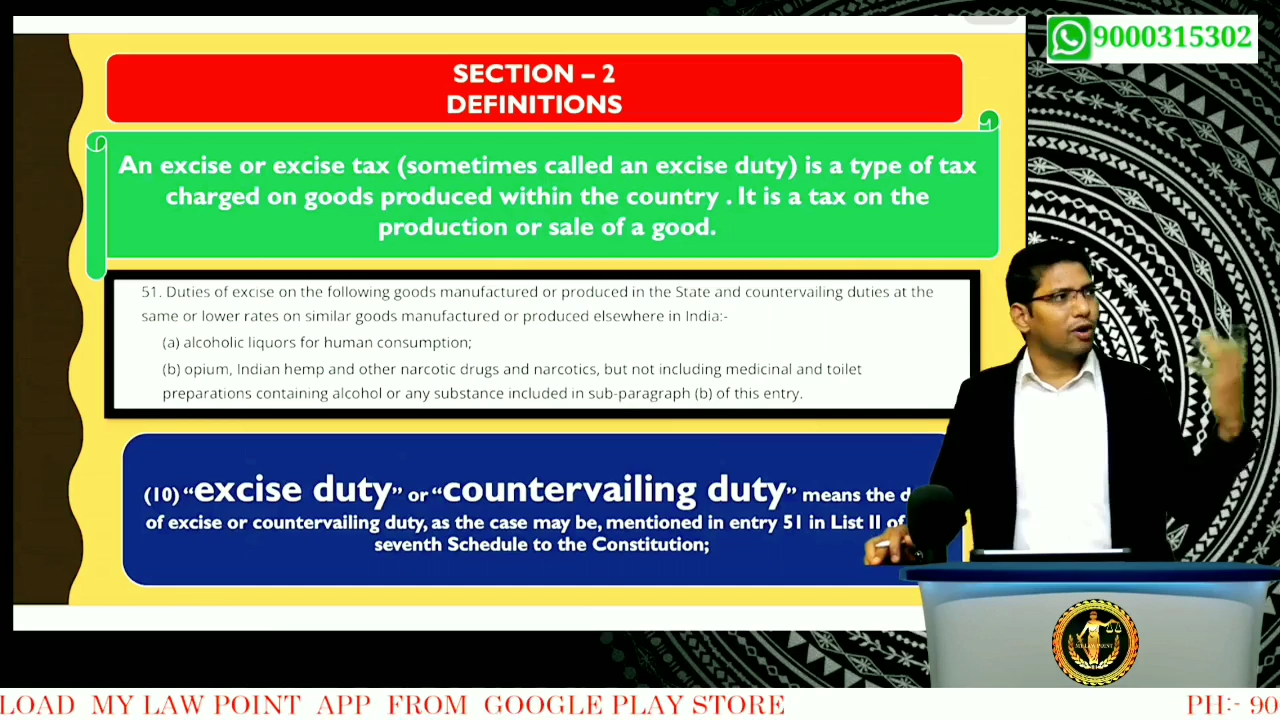 9000315302
SECTION – 2
DEFINITIONS
An excise or excise tax (sometimes called an excise duty) is a type of tax
charged on goods produced within the country . It is a tax on the
production or sale of a good.
51. Duties of excise on the following goods manufactured or produced in the State and countervailing duties at the
same or lower rates on similar goods manufactured or produced elsewhere in India:-
(a) alcoholic liquors for human consumption;
(b) opium, Indian hemp and other narcotic drugs and narcotics, but not including medicinal and toilet
preparations containing alcohol or any substance included in sub-paragraph (b) of this entry.
(10) “excise duty” or “countervailing duty” means the d
of excise or countervailing duty, as the case may be, mentioned in entry 51 in List II of
seventh Schedule to the Constitution;
MY LAW POINT
LOAD MY LAW POINT APP FROM GOOGLE PLAY STORE
PH:- 90